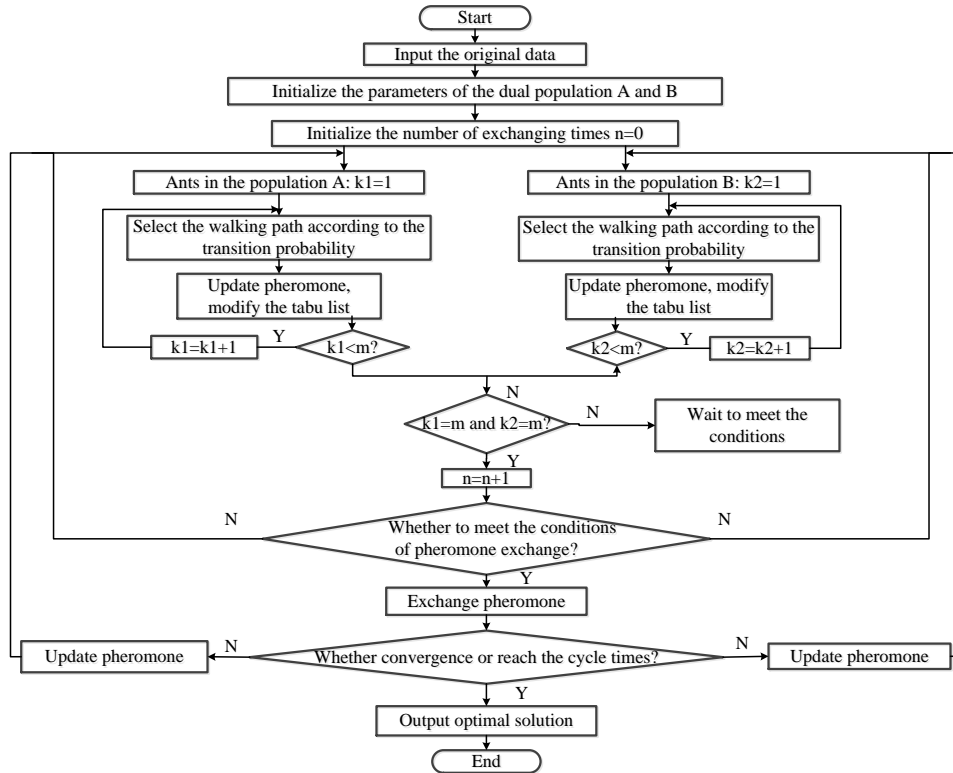 Start
Input the original data
Initialize the parameters of the dual population A and B
Initialize the number of exchanging times n=0
Ants in the population A: k1=1
Ants in the population B: k2=1
Select the walking path according to the
transition probability
Select the walking path according to the
transition probability
Update pheromone,
modify the tabu list
Update pheromone, modify
the tabu list
k1=k1+1
Y
k1<m?
k2<m?
Y
k2=k2+1
N
k1=m and k2=m?
N
Wait to meet the
conditions
Y
n=n+1
N
Whether to meet the conditions
of pheromone exchange?
N
Y
Exchange pheromone
Update pheromone
N
Whether convergence or reach the cycle times?
N
Update pheromone
Y
Output optimal solution
End